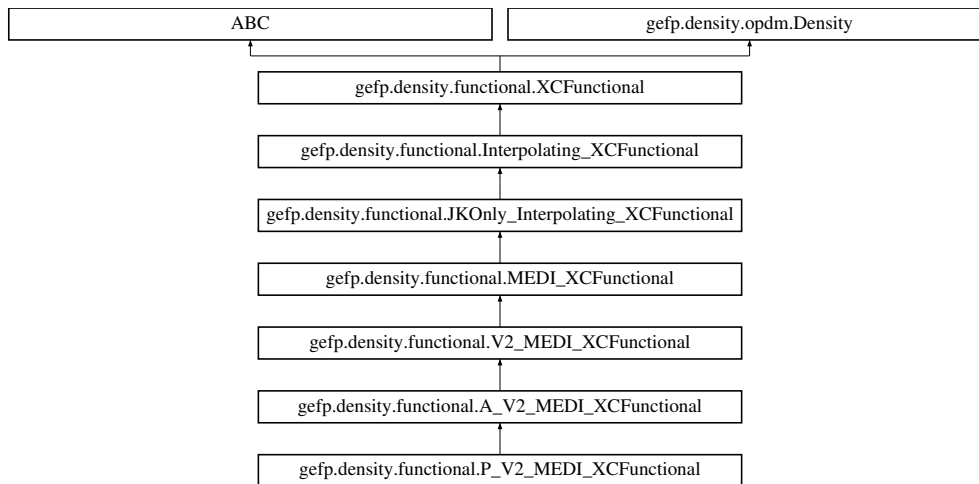 ABC
gefp.density.opdm.Density
gefp.density.functional.XCFunctional
gefp.density.functional.Interpolating_XCFunctional
gefp.density.functional.JKOnly_Interpolating_XCFunctional
gefp.density.functional.MEDI_XCFunctional
gefp.density.functional.V2_MEDI_XCFunctional
gefp.density.functional.A_V2_MEDI_XCFunctional
gefp.density.functional.P_V2_MEDI_XCFunctional